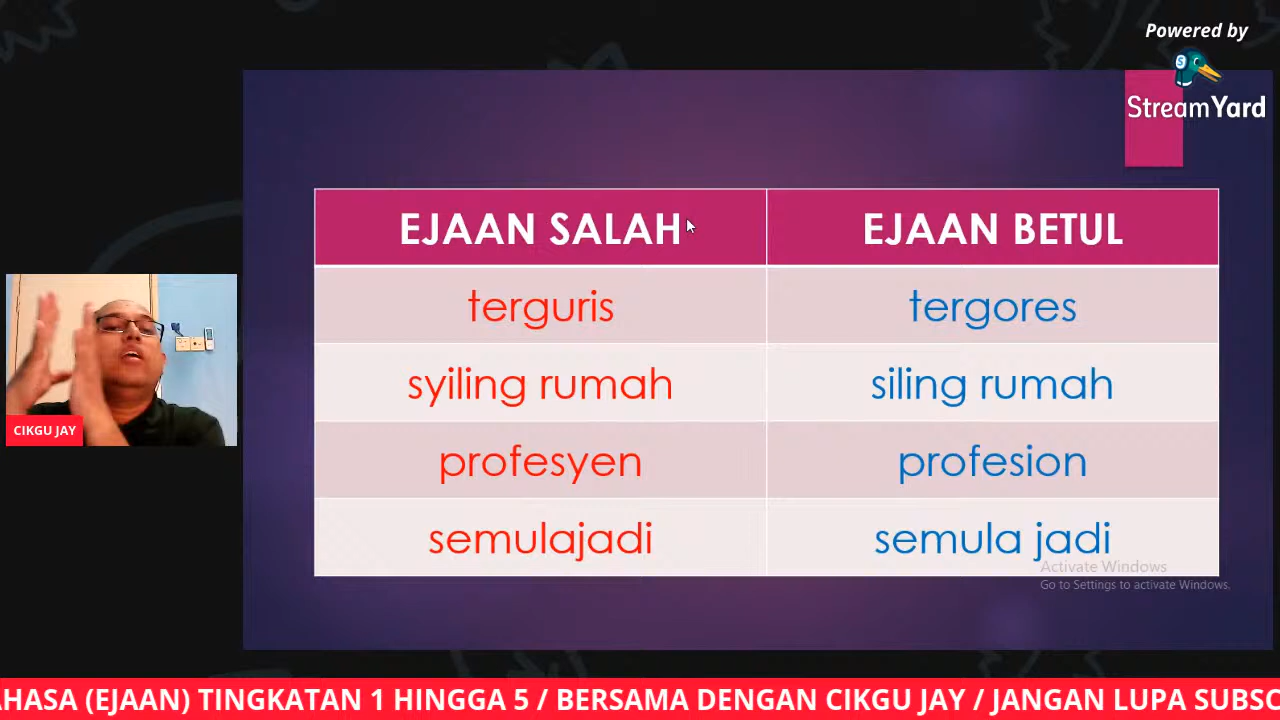 Powered by
StreamYard
EJAAN SALAH
EJAAN BETUL
terguris
tergores
syiling rumah
siling rumah
profesyen
profesion
semulajadi
semula jadi
Activate Windows
Go to Settings to activate Windows.
CIKGU JAY
AHASA (EJAAN) TINGKATAN 1 HINGGA 5 / BERSAMA DENGAN CIKGU JAY / JANGAN LUPA SUBSC